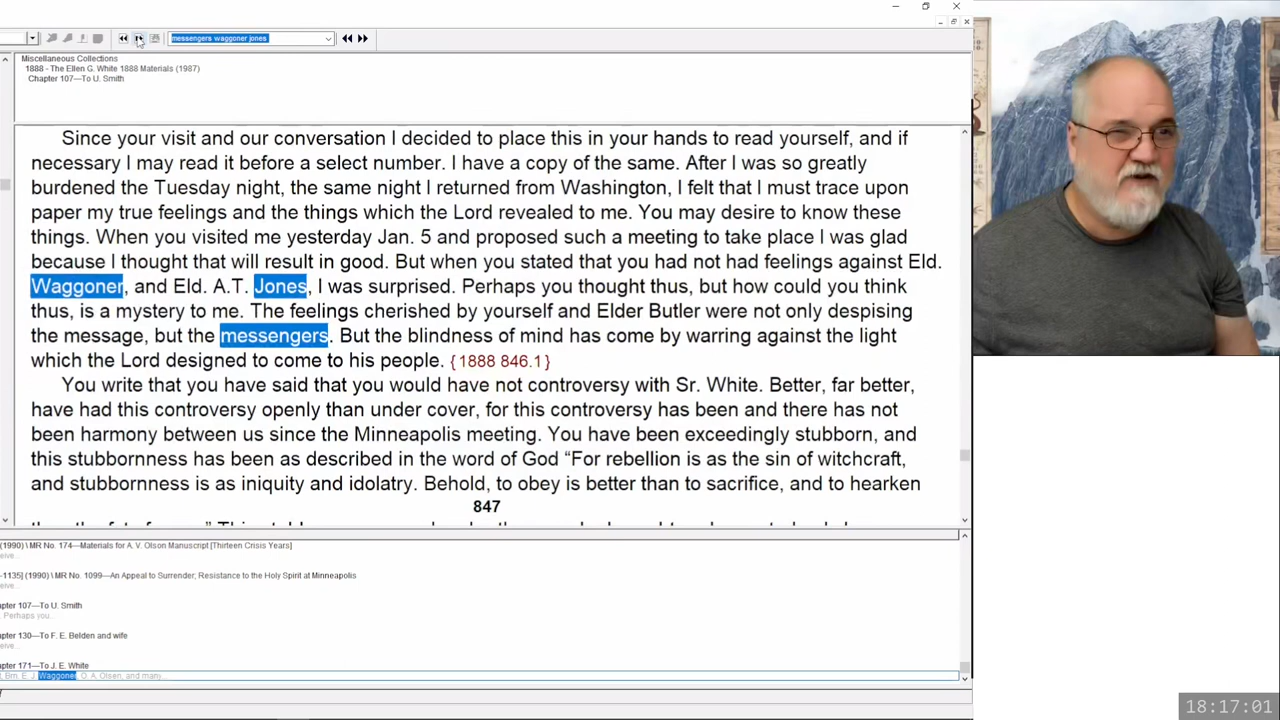 messengers waggoner jones
Miscellaneous Collections
1888 - The Ellen G. White 1888 Materials (1987)
Chapter 107—To U. Smith
Since your visit and our conversation I decided to place this in your hands to read yourself, and if
necessary I may read it before a select number. I have a copy of the same. After I was so greatly
burdened the Tuesday night, the same night I returned from Washington, I felt that I must trace upon
paper my true feelings and the things which the Lord revealed to me. You may desire to know these
things. When you visited me yesterday Jan. 5 and proposed such a meeting to take place I was glad
because I thought that will result in good. But when you stated that you had not had feelings against Eld.
Waggoner, and Eld. A.T. Jones, I was surprised. Perhaps you thought thus, but how could you think
thus, is a mystery to me. The feelings cherished by yourself and Elder Butler were not only despising
the message, but the messengers. But the blindness of mind has come by warring against the light
which the Lord designed to come to his people. {1888 846.1}
You write that you have said that you would have not controversy with Sr. White. Better, far better,
have had this controversy openly than under cover, for this controversy has been and there has not
been harmony between us since the Minneapolis meeting. You have been exceedingly stubborn, and
this stubbornness has been as described in the word of God “For rebellion is as the sin of witchcraft,
and stubbornness is as iniquity and idolatry. Behold, to obey is better than to sacrifice, and to hearken
847
(1990) \ MR No. 174—Materials for A. V. Olson Manuscript [Thirteen Crisis Years]
eive...
-1135] (1990) \ MR No. 1099—An Appeal to Surrender; Resistance to the Holy Spirit at Minneapolis
eive...
pter 107—To U. Smith
. Perhaps you...
pter 130—To F. E. Belden and wife
eive...
pter 171—To J. E. White
, Brn. E. J. Waggoner, O. A. Olsen, and many...
18:17:01